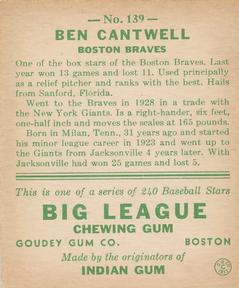 — No. 139 —
BEN CANTWELL
BOSTON BRAVES
One of the box stars of the Boston Braves. Last
year won 13 games and lost 11. Used principally
as a relief pitcher and ranks with the best. Hails
from Sanford, Florida.
Went to the Braves in 1928 in a trade with
the New York Giants. Is a right-hander, six feet,
one-half inch and moves the scales at 165 pounds.
Born in Milan, Tenn., 31 years ago and started
his minor league career in 1923 and went up to
the Giants from Jacksonville 4 years later. With
Jacksonville had won 25 games and lost 5.
This is one of a series of 240 Baseball Stars
BIG LEAGUE
CHEWING GUM
GOUDEY GUM CO. BOSTON
Made by the originators of
INDIAN GUM